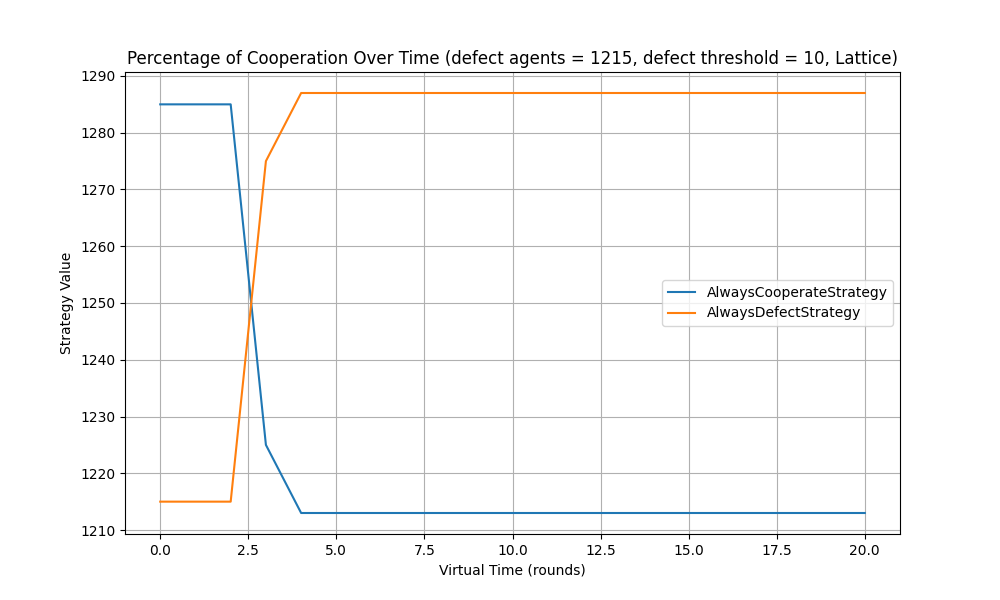 Percentage of Cooperation Over Time (defect agents = 1215, defect threshold = 10, Lattice)
1290
1280
1270
1260
1250
1240
1230
1220
1210
Strategy Value
AlwaysCooperateStrategy
AlwaysDefectStrategy
0.0 2.5 5.0 7.5 10.0 12.5 15.0 17.5 20.0
Virtual Time (rounds)